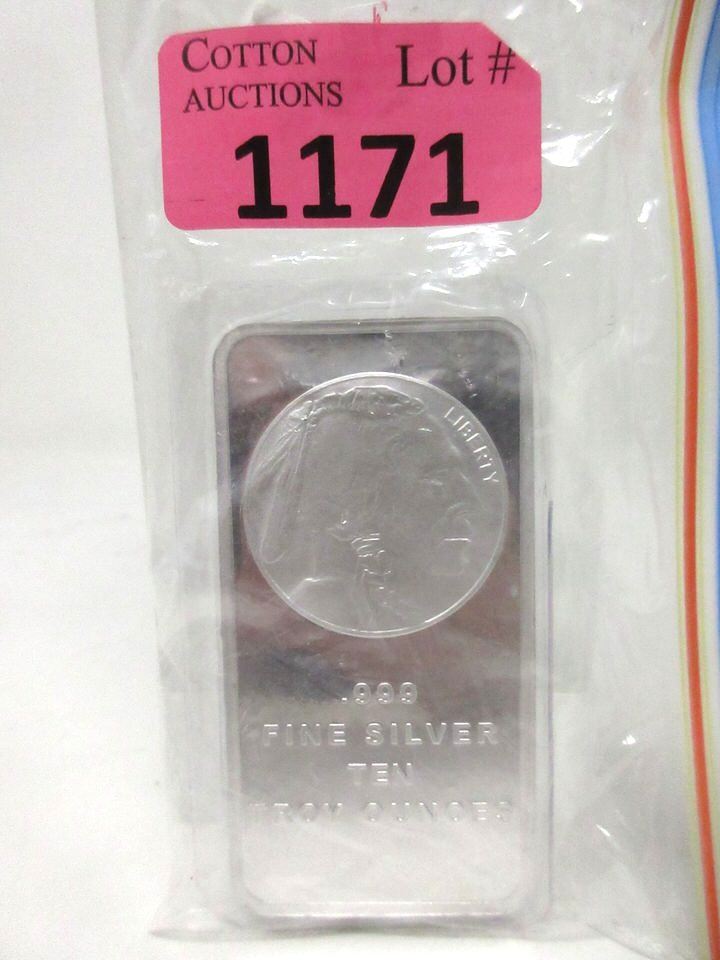 COTTON
AUCTIONS
Lot #
1171
LIBERTY
.999
FINE SILVER
TEN
TROY OUNCES